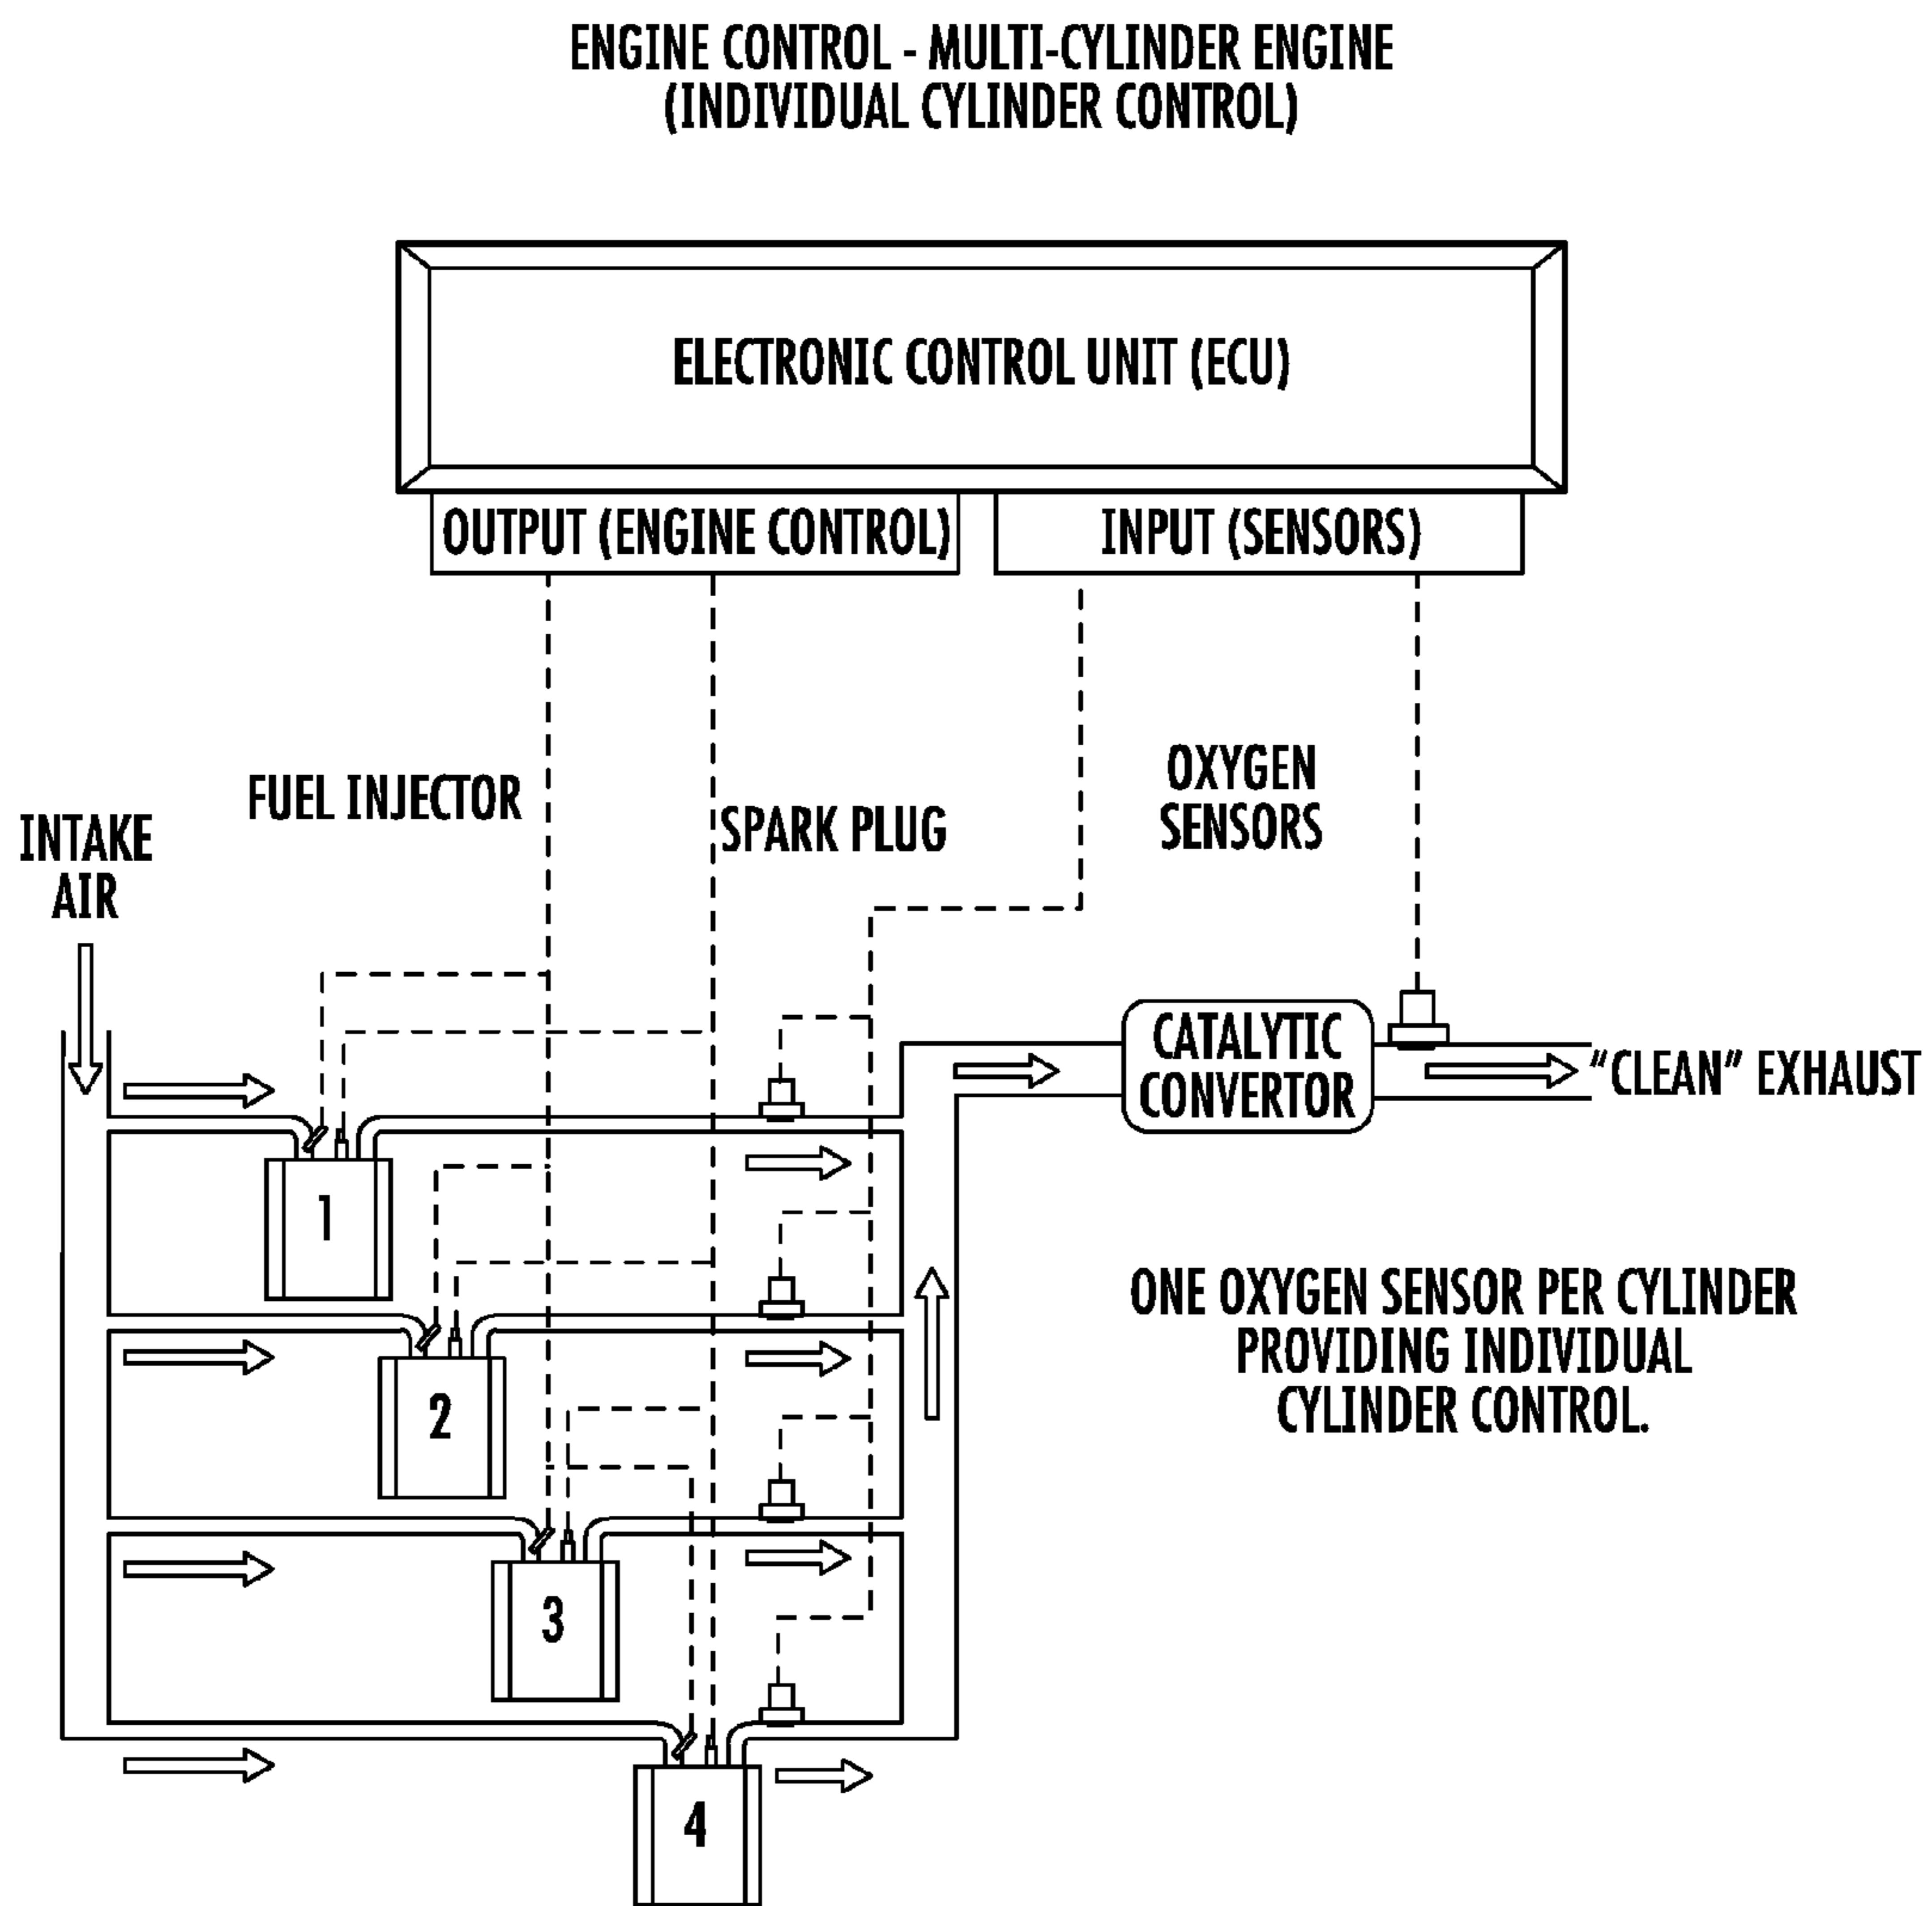 ENGINE CONTROL - MULTI-CYLINDER ENGINE
(INDIVIDUAL CYLINDER CONTROL)
ELECTRONIC CONTROL UNIT (ECU)
OUTPUT (ENGINE CONTROL)
INPUT (SENSORS)
FUEL INJECTOR
SPARK PLUG
OXYGEN
SENSORS
INTAKE
AIR
CATALYTIC
CONVERTOR
"CLEAN" EXHAUST
1
2
3
4
ONE OXYGEN SENSOR PER CYLINDER
PROVIDING INDIVIDUAL
CYLINDER CONTROL.